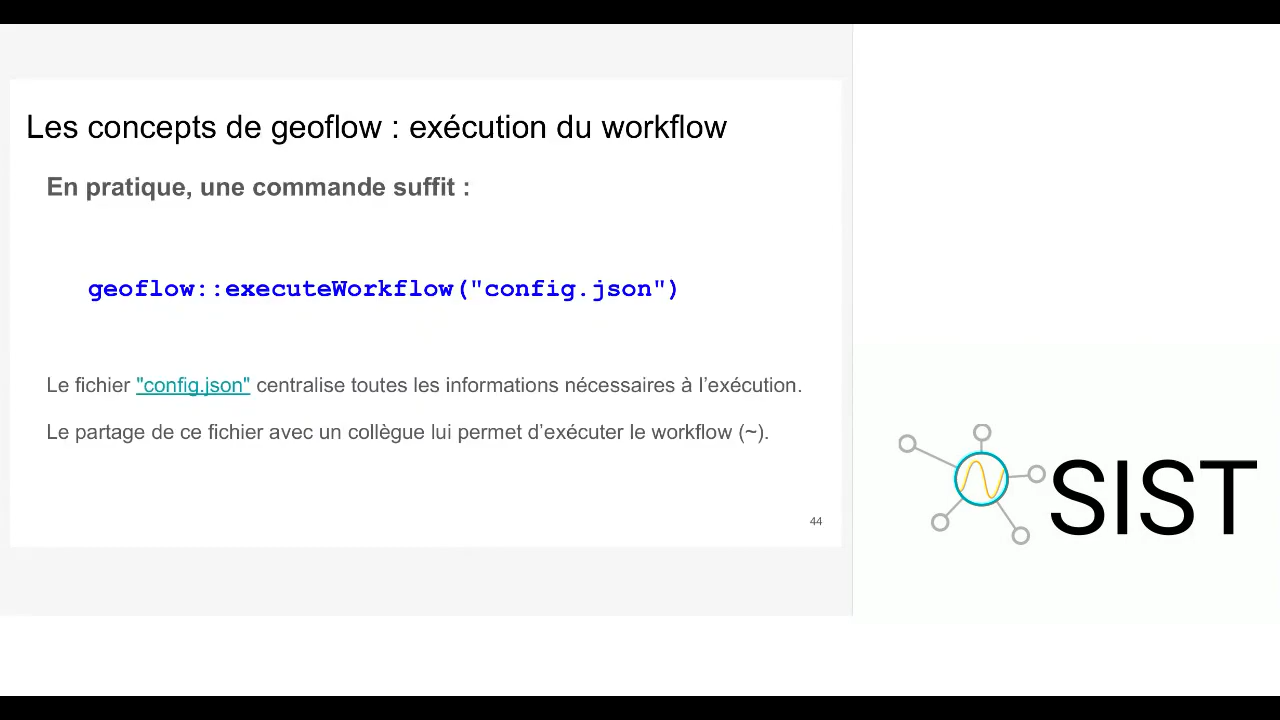 Les concepts de geoflow : exécution du workflow
En pratique, une commande suffit :
geoflow::executeWorkflow("config.json")
Le fichier "config.json" centralise toutes les informations nécessaires à l’exécution.
Le partage de ce fichier avec un collègue lui permet d’exécuter le workflow (~).
44
SIST